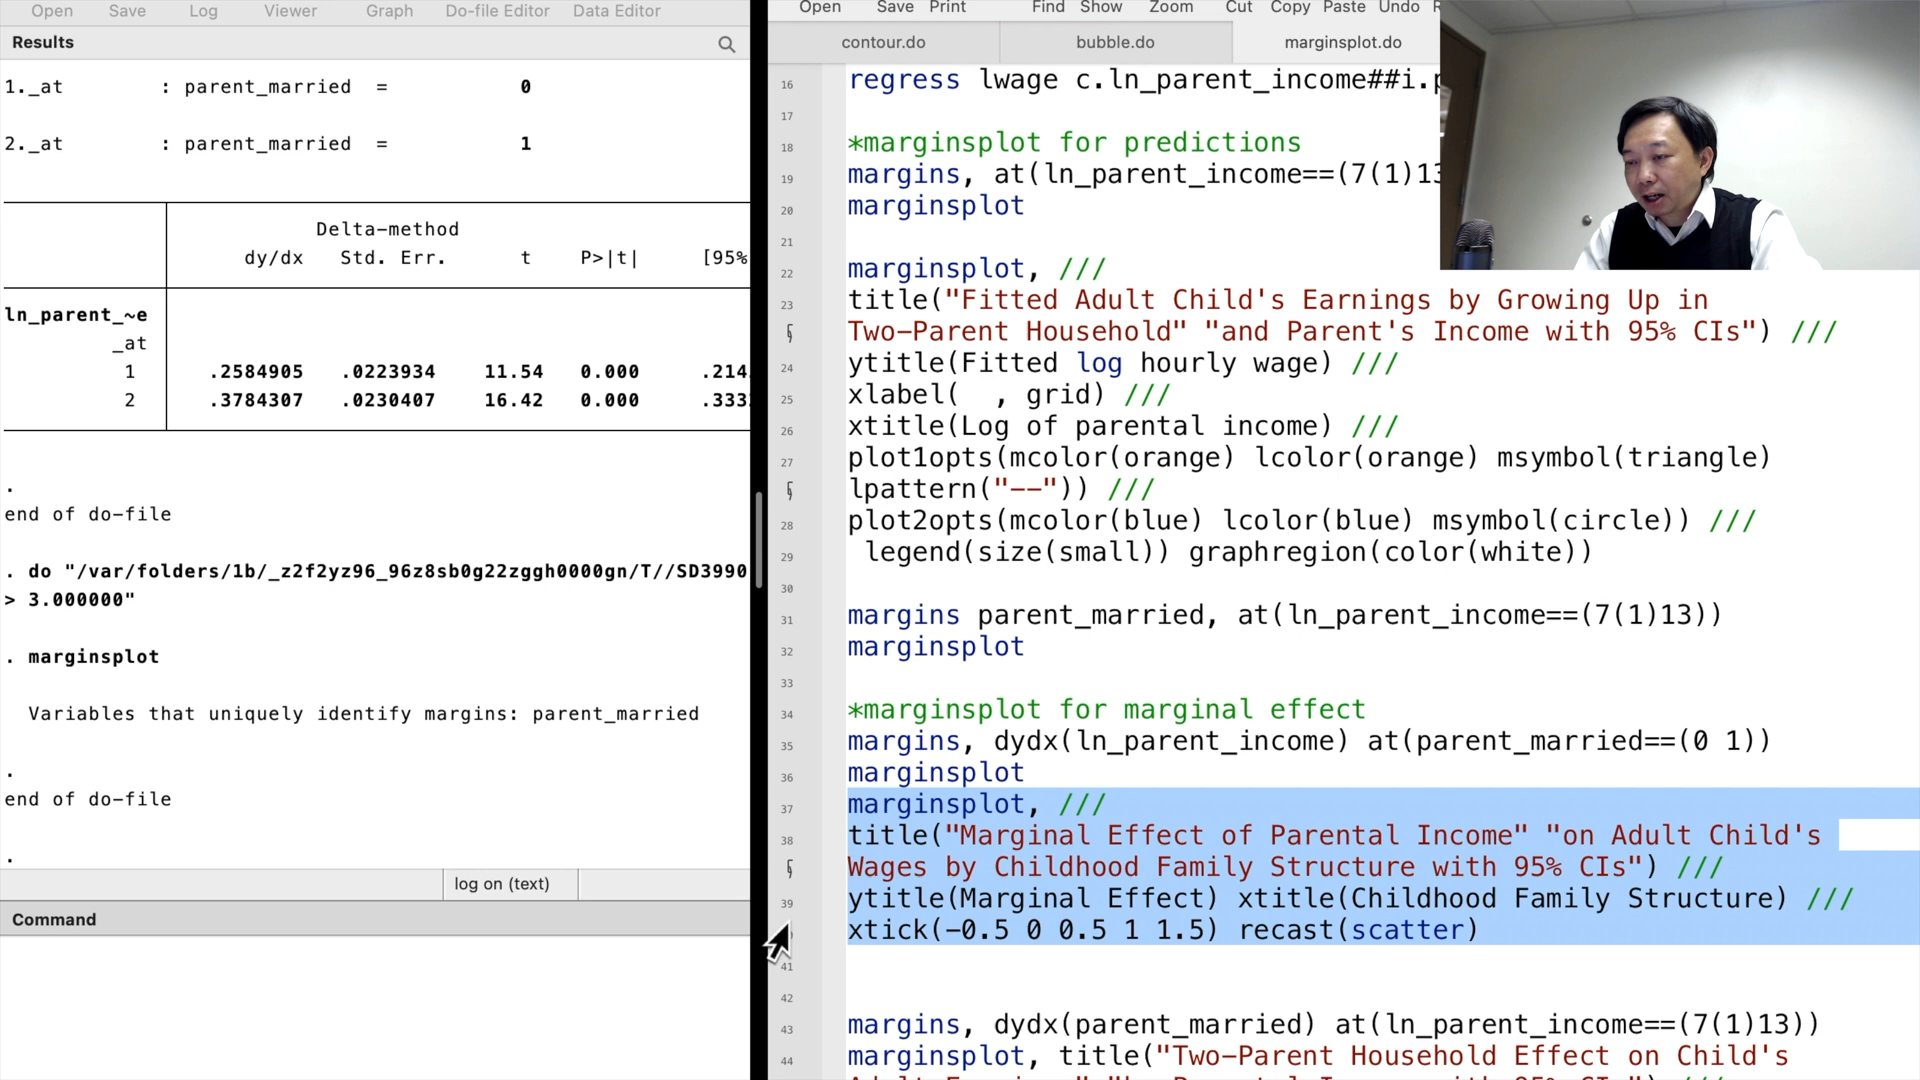 Open Save Log Viewer Graph Do-file Editor Data Editor
Results
1._at : parent_married = 0
2._at : parent_married = 1
Delta-method
dy/dx Std. Err. t P>|t| [95%
ln_parent_~e
_at
1 .2584905 .0223934 11.54 0.000 .214
2 .3784307 .0230407 16.42 0.000 .333
.
end of do-file
. do "/var/folders/1b/_z2f2yz96_96z8sb0g22zggh0000gn/T//SD3990
> 3.000000"
. marginsplot
Variables that uniquely identify margins: parent_married
.
end of do-file
.
log on (text)
Command
Open Save Print Find Show Zoom Cut Copy Paste Undo
contour.do bubble.do marginsplot.do
16 regress lwage c.ln_parent_income##i.p
17
18 *marginsplot for predictions
19 margins, at(ln_parent_income==(7(1)13
20 marginsplot
21
22 marginsplot, ///
23 title("Fitted Adult Child's Earnings by Growing Up in
Two-Parent Household" "and Parent's Income with 95% CIs") ///
24 ytitle(Fitted log hourly wage) ///
25 xlabel( , grid) ///
26 xtitle(Log of parental income) ///
27 plot1opts(mcolor(orange) lcolor(orange) msymbol(triangle)
lpattern("--")) ///
28 plot2opts(mcolor(blue) lcolor(blue) msymbol(circle)) ///
29 legend(size(small)) graphregion(color(white))
30
31 margins parent_married, at(ln_parent_income==(7(1)13))
32 marginsplot
33
34 *marginsplot for marginal effect
35 margins, dydx(ln_parent_income) at(parent_married==(0 1))
36 marginsplot
37 marginsplot, ///
38 title("Marginal Effect of Parental Income" "on Adult Child's
Wages by Childhood Family Structure with 95% CIs") ///
39 ytitle(Marginal Effect) xtitle(Childhood Family Structure) ///
xtick(-0.5 0 0.5 1 1.5) recast(scatter)
41
42
43 margins, dydx(parent_married) at(ln_parent_income==(7(1)13))
44 marginsplot, title("Two-Parent Household Effect on Child's